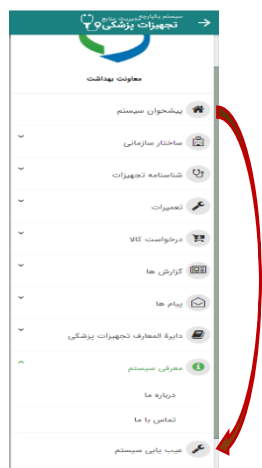 سیستم یکپارچه مدیریت منابع
تجهیزات پزشکی
معاونت بهداشت
پیشخوان سیستم
ساختار سازمانی
شناسنامه تجهیزات
تعمیرات
درخواست کالا
گزارش ها
پیام ها
دایرة المعارف تجهیزات پزشکی
معرفی سیستم
درباره ما
تماس با ما
عیب یابی سیستم